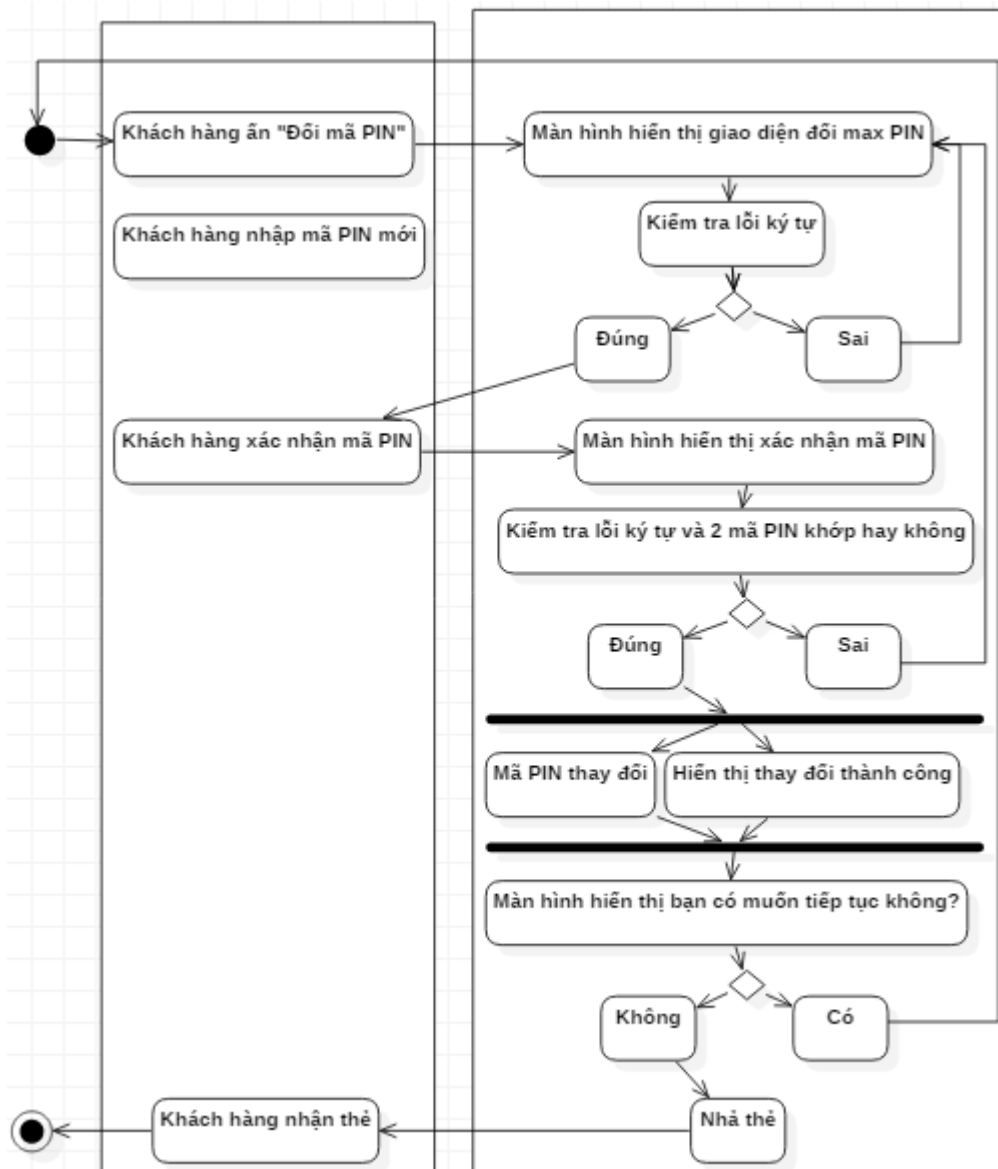 Khách hàng ấn "Đổi mã PIN"
Màn hình hiển thị giao diện đổi max PIN
Khách hàng nhập mã PIN mới
Kiểm tra lỗi ký tự
Đúng
Sai
Khách hàng xác nhận mã PIN
Màn hình hiển thị xác nhận mã PIN
Kiểm tra lỗi ký tự và 2 mã PIN khớp hay không
Đúng
Sai
Mã PIN thay đổi
Hiển thị thay đổi thành công
Màn hình hiển thị bạn có muốn tiếp tục không?
Không
Có
Khách hàng nhận thẻ
Nhả thẻ